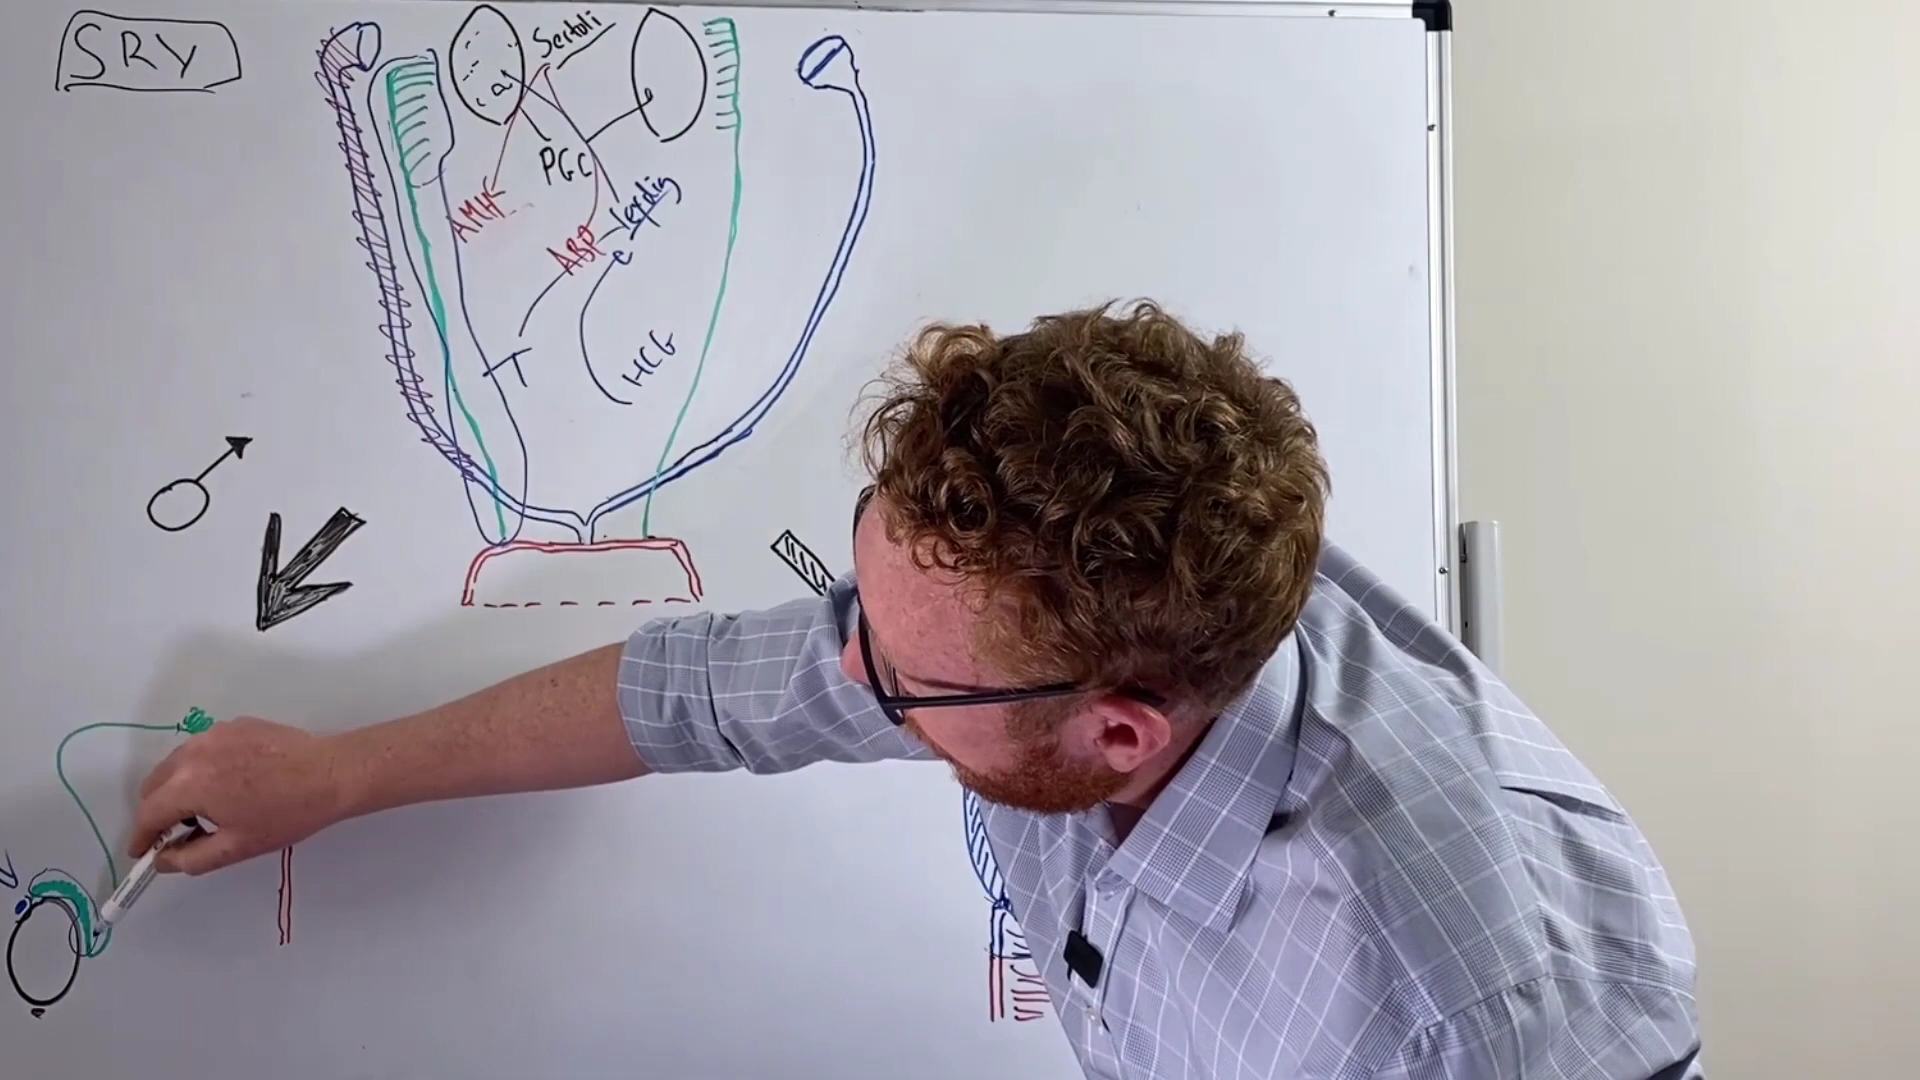 SRY
Sertoli
PGC
AMH
Leydig
ABP
T
HCG